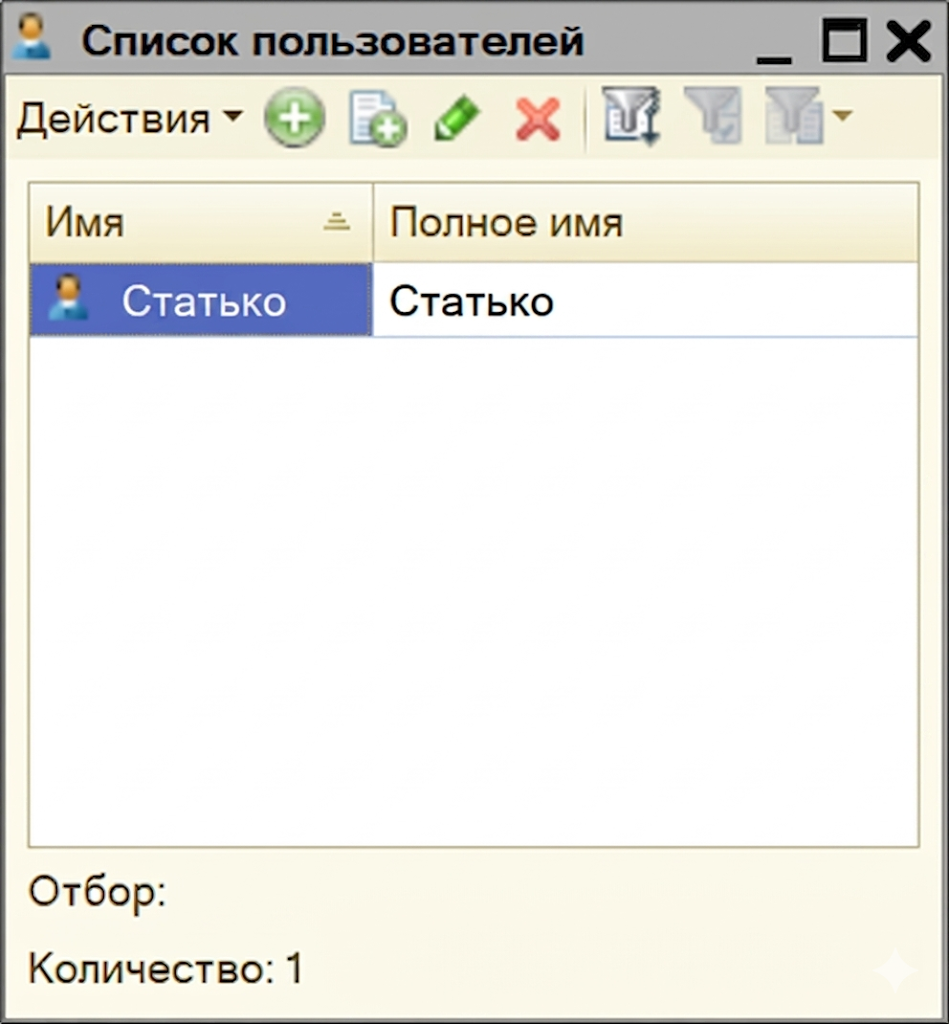 Список пользователей
Действия
Имя Полное имя
Статько Статько
Отбор:
Количество: 1